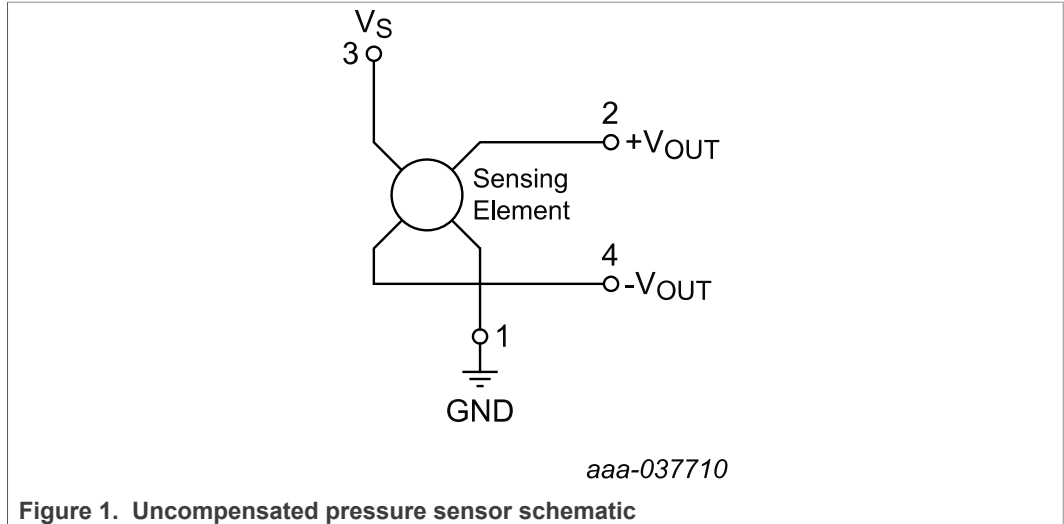 VS
3
2
+VOUT
Sensing
Element
4
-VOUT
1
GND
aaa-037710
Figure 1. Uncompensated pressure sensor schematic